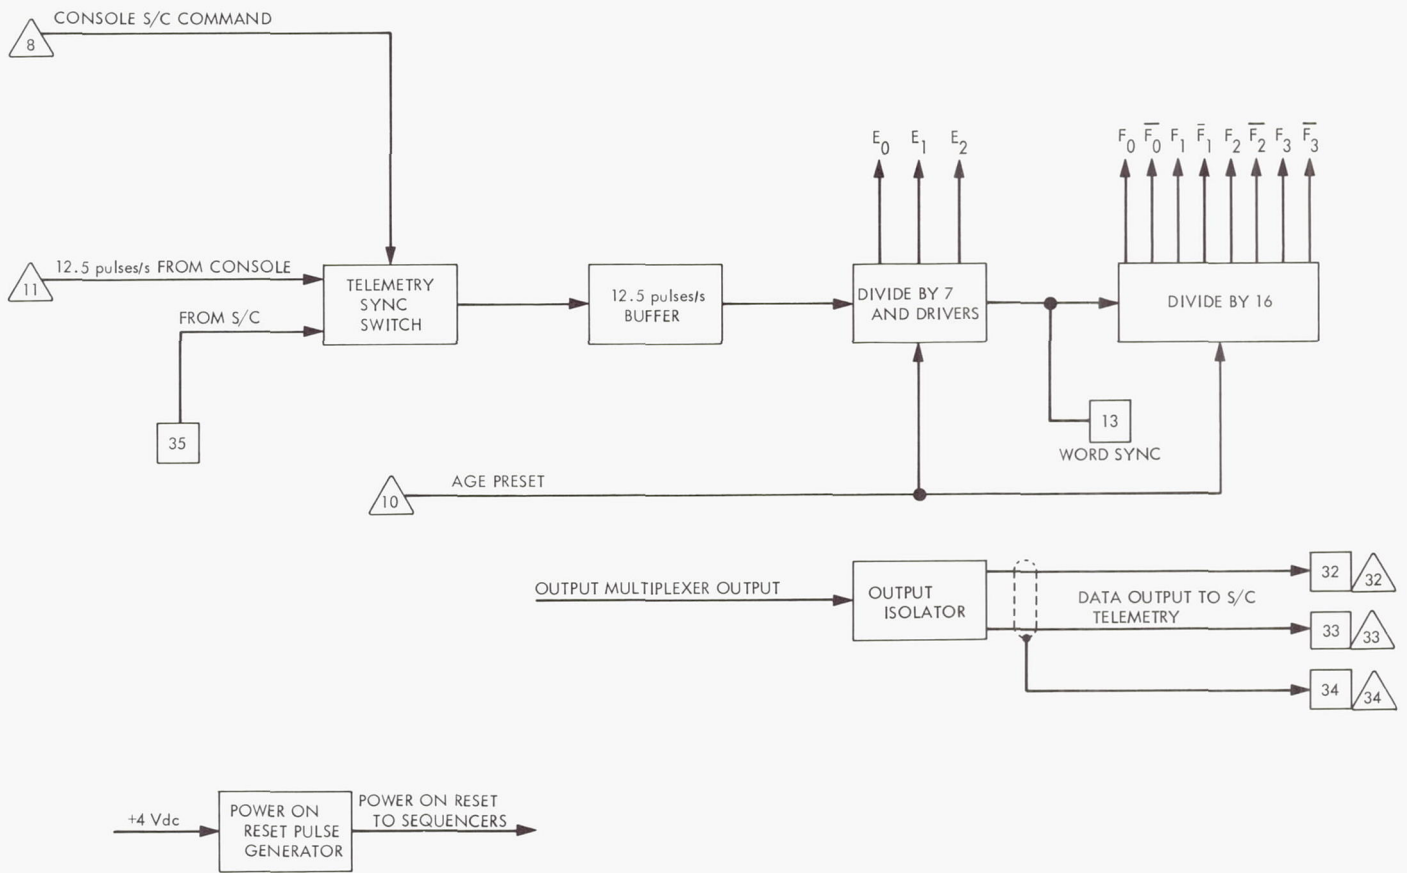 CONSOLE S/C COMMAND
8
E0 E1 E2
F0 F̅0 F1 F̅1 F2 F̅2 F3 F̅3
12.5 pulses/s FROM CONSOLE
11
TELEMETRY
SYNC
SWITCH
12.5 pulses/s
BUFFER
DIVIDE BY 7
AND DRIVERS
DIVIDE BY 16
FROM S/C
35
13
WORD SYNC
AGE PRESET
10
OUTPUT MULTIPLEXER OUTPUT
OUTPUT
ISOLATOR
DATA OUTPUT TO S/C
TELEMETRY
32 32
33 33
34 34
+4 Vdc
POWER ON
RESET PULSE
GENERATOR
POWER ON RESET
TO SEQUENCERS